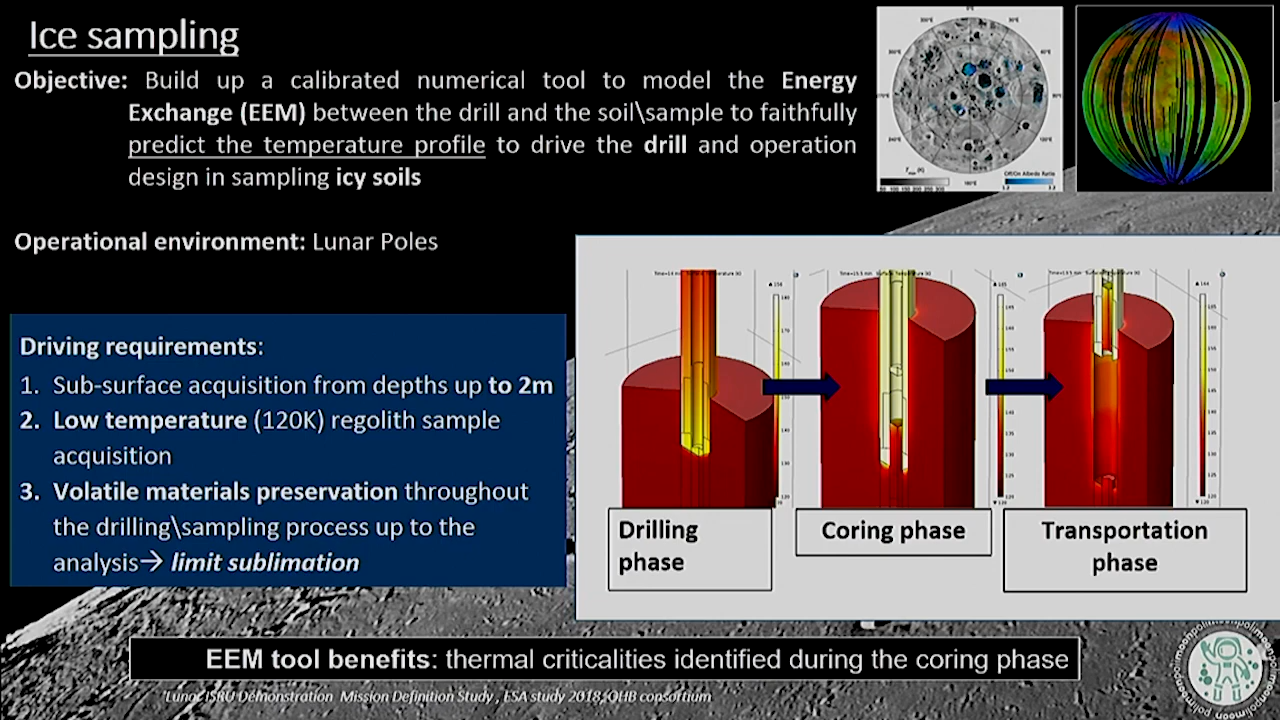 Ice sampling
Objective: Build up a calibrated numerical tool to model the Energy
Exchange (EEM) between the drill and the soil\sample to faithfully
predict the temperature profile to drive the drill and operation
design in sampling icy soils
Operational environment: Lunar Poles
Driving requirements:
1. Sub-surface acquisition from depths up to 2m
2. Low temperature (120K) regolith sample
acquisition
3. Volatile materials preservation throughout
the drilling\sampling process up to the
analysis→ limit sublimation
Off/On Albedo Ratio
Drilling
phase
Coring phase
Transportation
phase
EEM tool benefits: thermal criticalities identified during the coring phase
Lunar ISRU Demonstration Mission Definition Study , ESA study 2018, OHB consortium